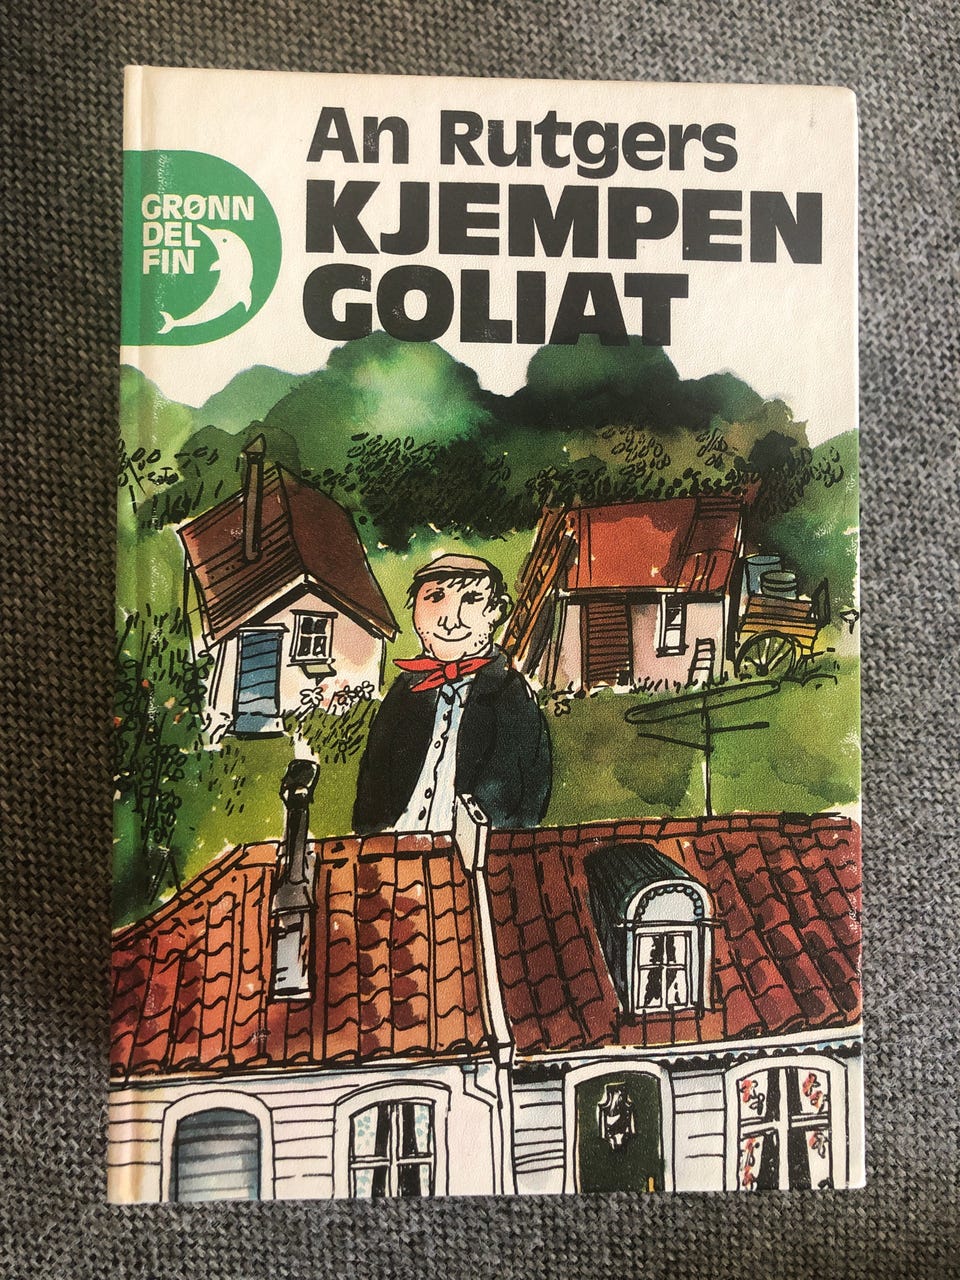 An Rutgers
KJEMPEN
GOLIAT
GRØNN
DEL
FIN